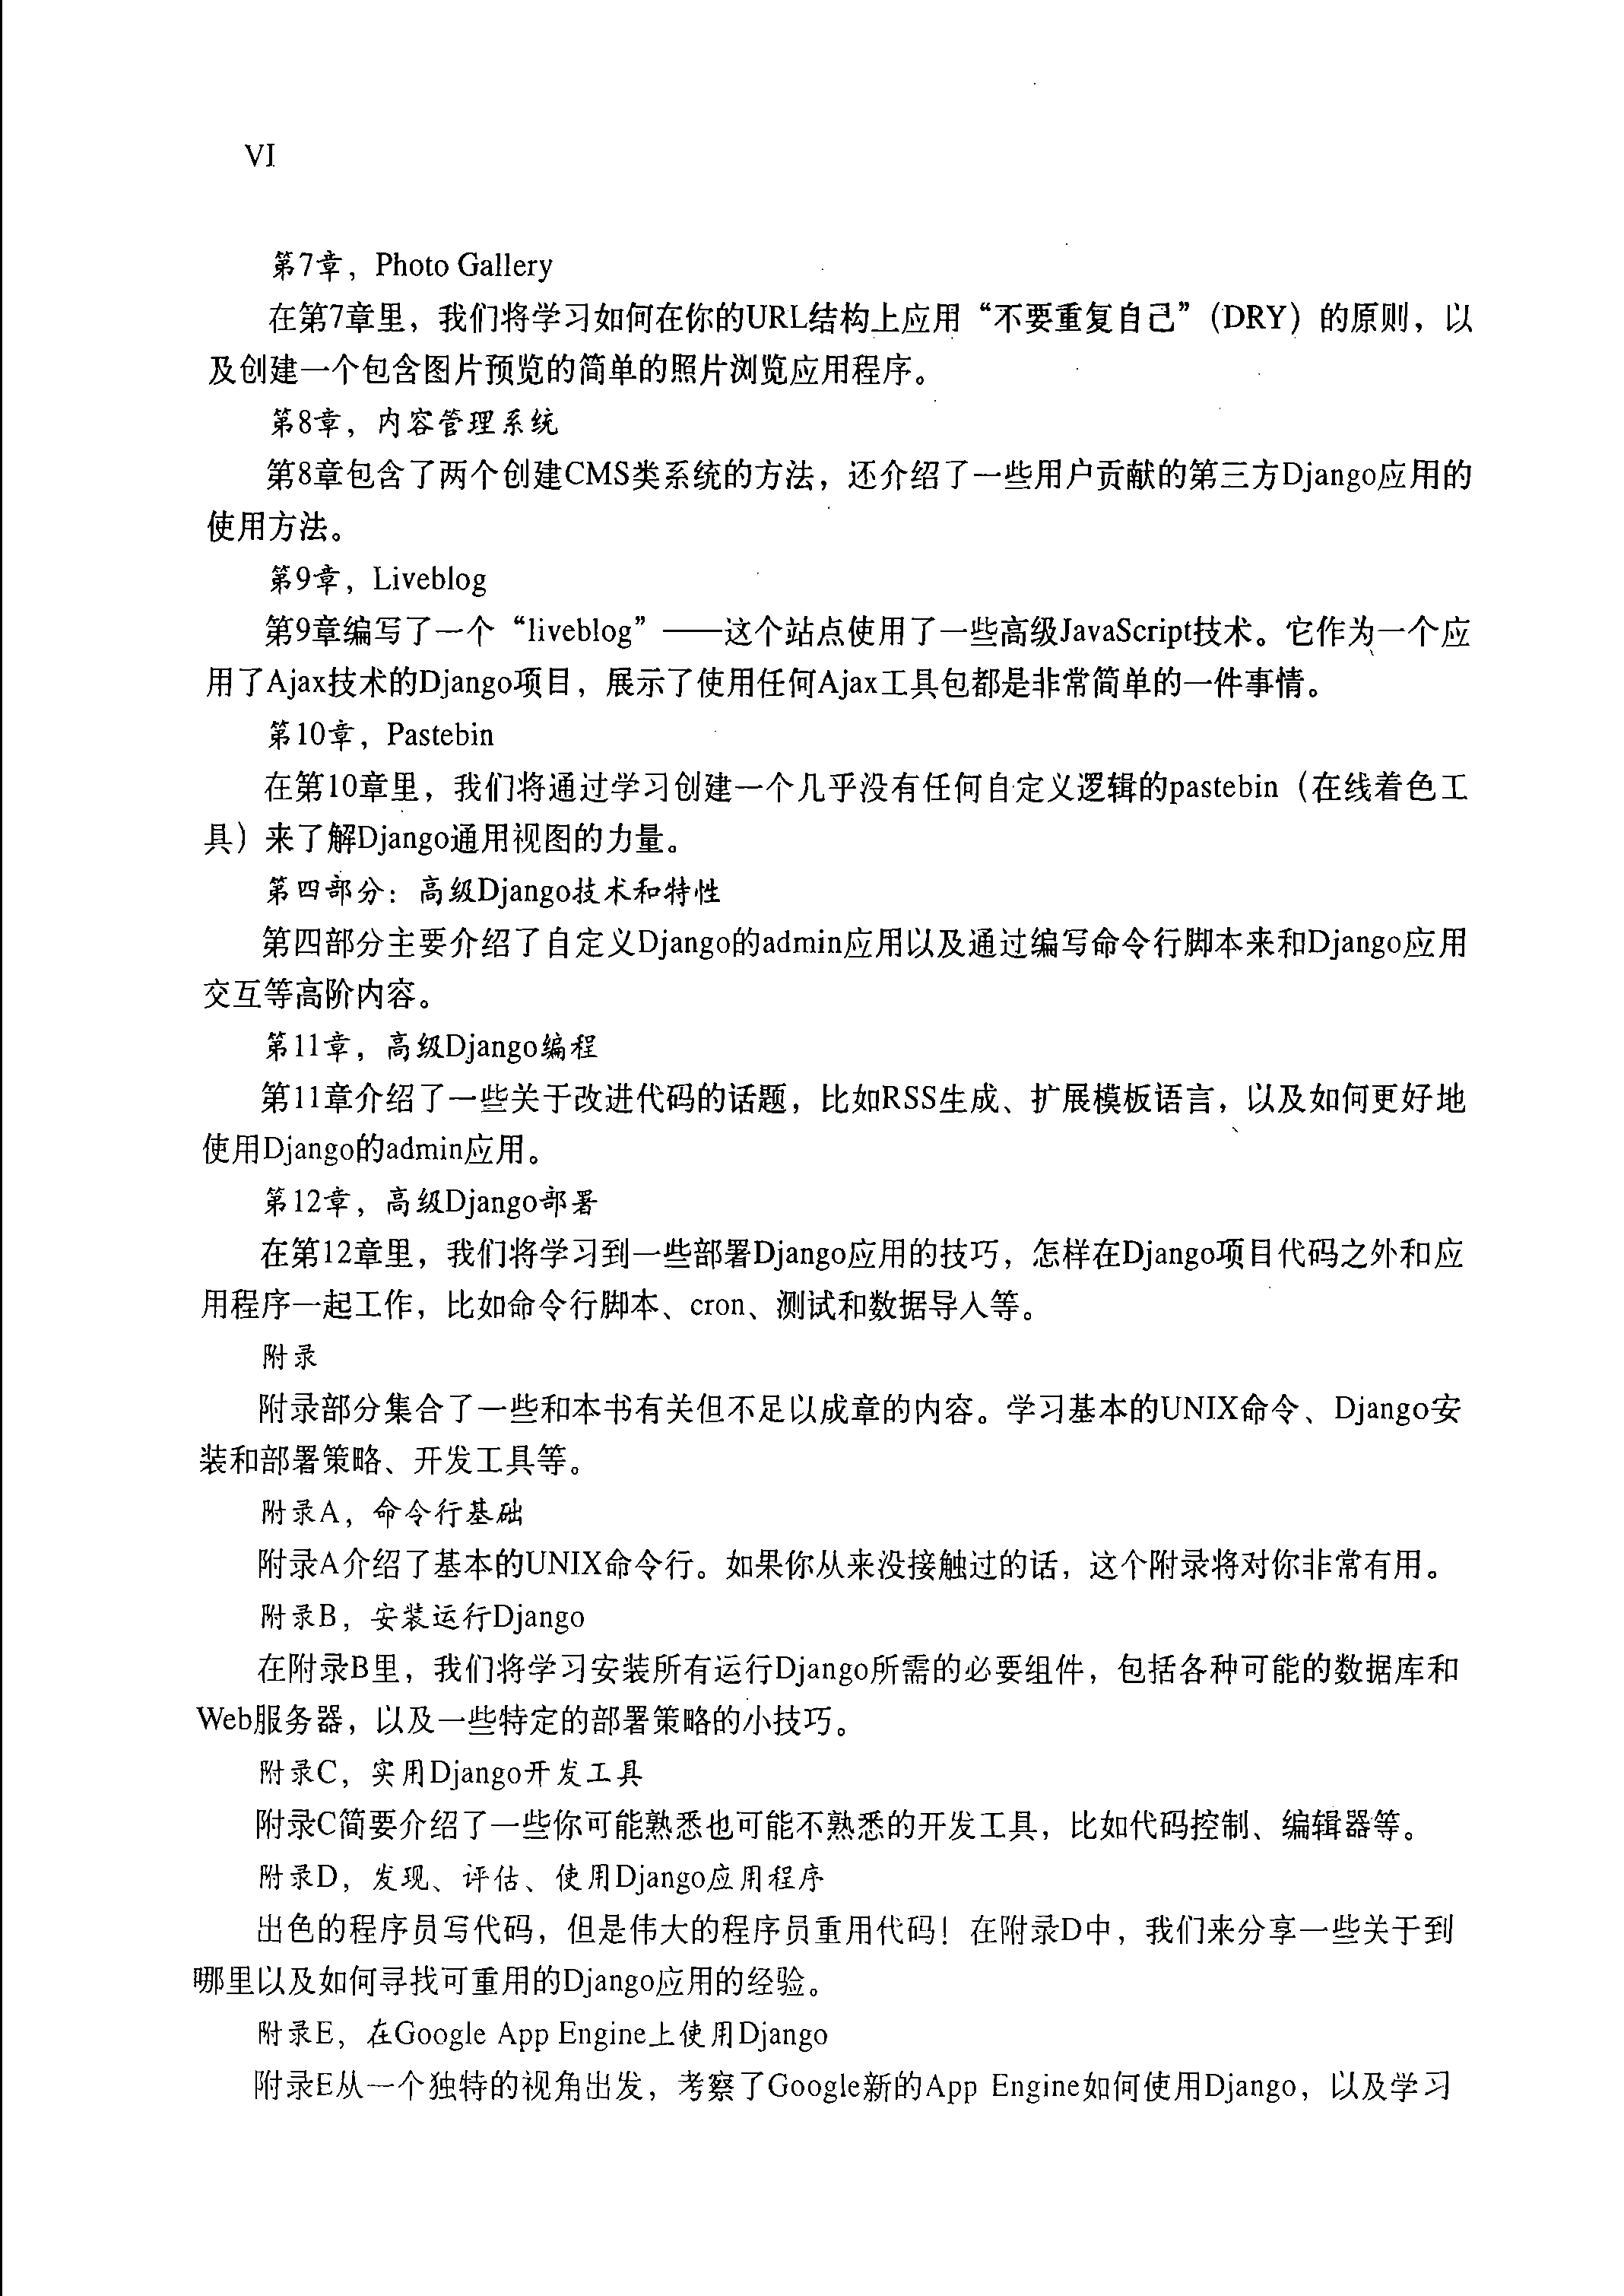 VI
第7章，Photo Gallery
在第7章里，我们将学习如何在你的URL结构上应用“不要重复自己”（DRY）的原则，以
及创建一个包含图片预览的简单的照片浏览应用程序。
第8章，内容管理系统
第8章包含了两个创建CMS类系统的方法，还介绍了一些用户贡献的第三方Django应用的
使用方法。
第9章，Liveblog
第9章编写了一个“liveblog”——这个站点使用了一些高级JavaScript技术。它作为一个应
用了Ajax技术的Django项目，展示了使用任何Ajax工具包都是非常简单的一件事情。
第10章，Pastebin
在第10章里，我们将通过学习创建一个几乎没有任何自定义逻辑的pastebin（在线着色工
具）来了解Django通用视图的力量。
第四部分：高级Django技术和特性
第四部分主要介绍了自定义Django的admin应用以及通过编写命令行脚本来和Django应用
交互等高阶内容。
第11章，高级Django编程
第11章介绍了一些关于改进代码的话题，比如RSS生成、扩展模板语言，以及如何更好地
使用Django的admin应用。
第12章，高级Django部署
在第12章里，我们将学习到一些部署Django应用的技巧，怎样在Django项目代码之外和应
用程序一起工作，比如命令行脚本、cron、测试和数据导入等。
附录
附录部分集合了一些和本书有关但不足以成章的内容。学习基本的UNIX命令、Django安
装和部署策略、开发工具等。
附录A，命令行基础
附录A介绍了基本的UNIX命令行。如果你从来没接触过的话，这个附录将对你非常有用。
附录B，安装运行Django
在附录B里，我们将学习安装所有运行Django所需的必要组件，包括各种可能的数据库和
Web服务器，以及一些特定的部署策略的小技巧。
附录C，实用Django开发工具
附录C简要介绍了一些你可能熟悉也可能不熟悉的开发工具，比如代码控制、编辑器等。
附录D，发现、评估、使用Django应用程序
出色的程序员写代码，但是伟大的程序员重用代码！在附录D中，我们来分享一些关于到
哪里以及如何寻找可重用的Django应用的经验。
附录E，在Google App Engine上使用Django
附录E从一个独特的视角出发，考察了Google新的App Engine如何使用Django，以及学习